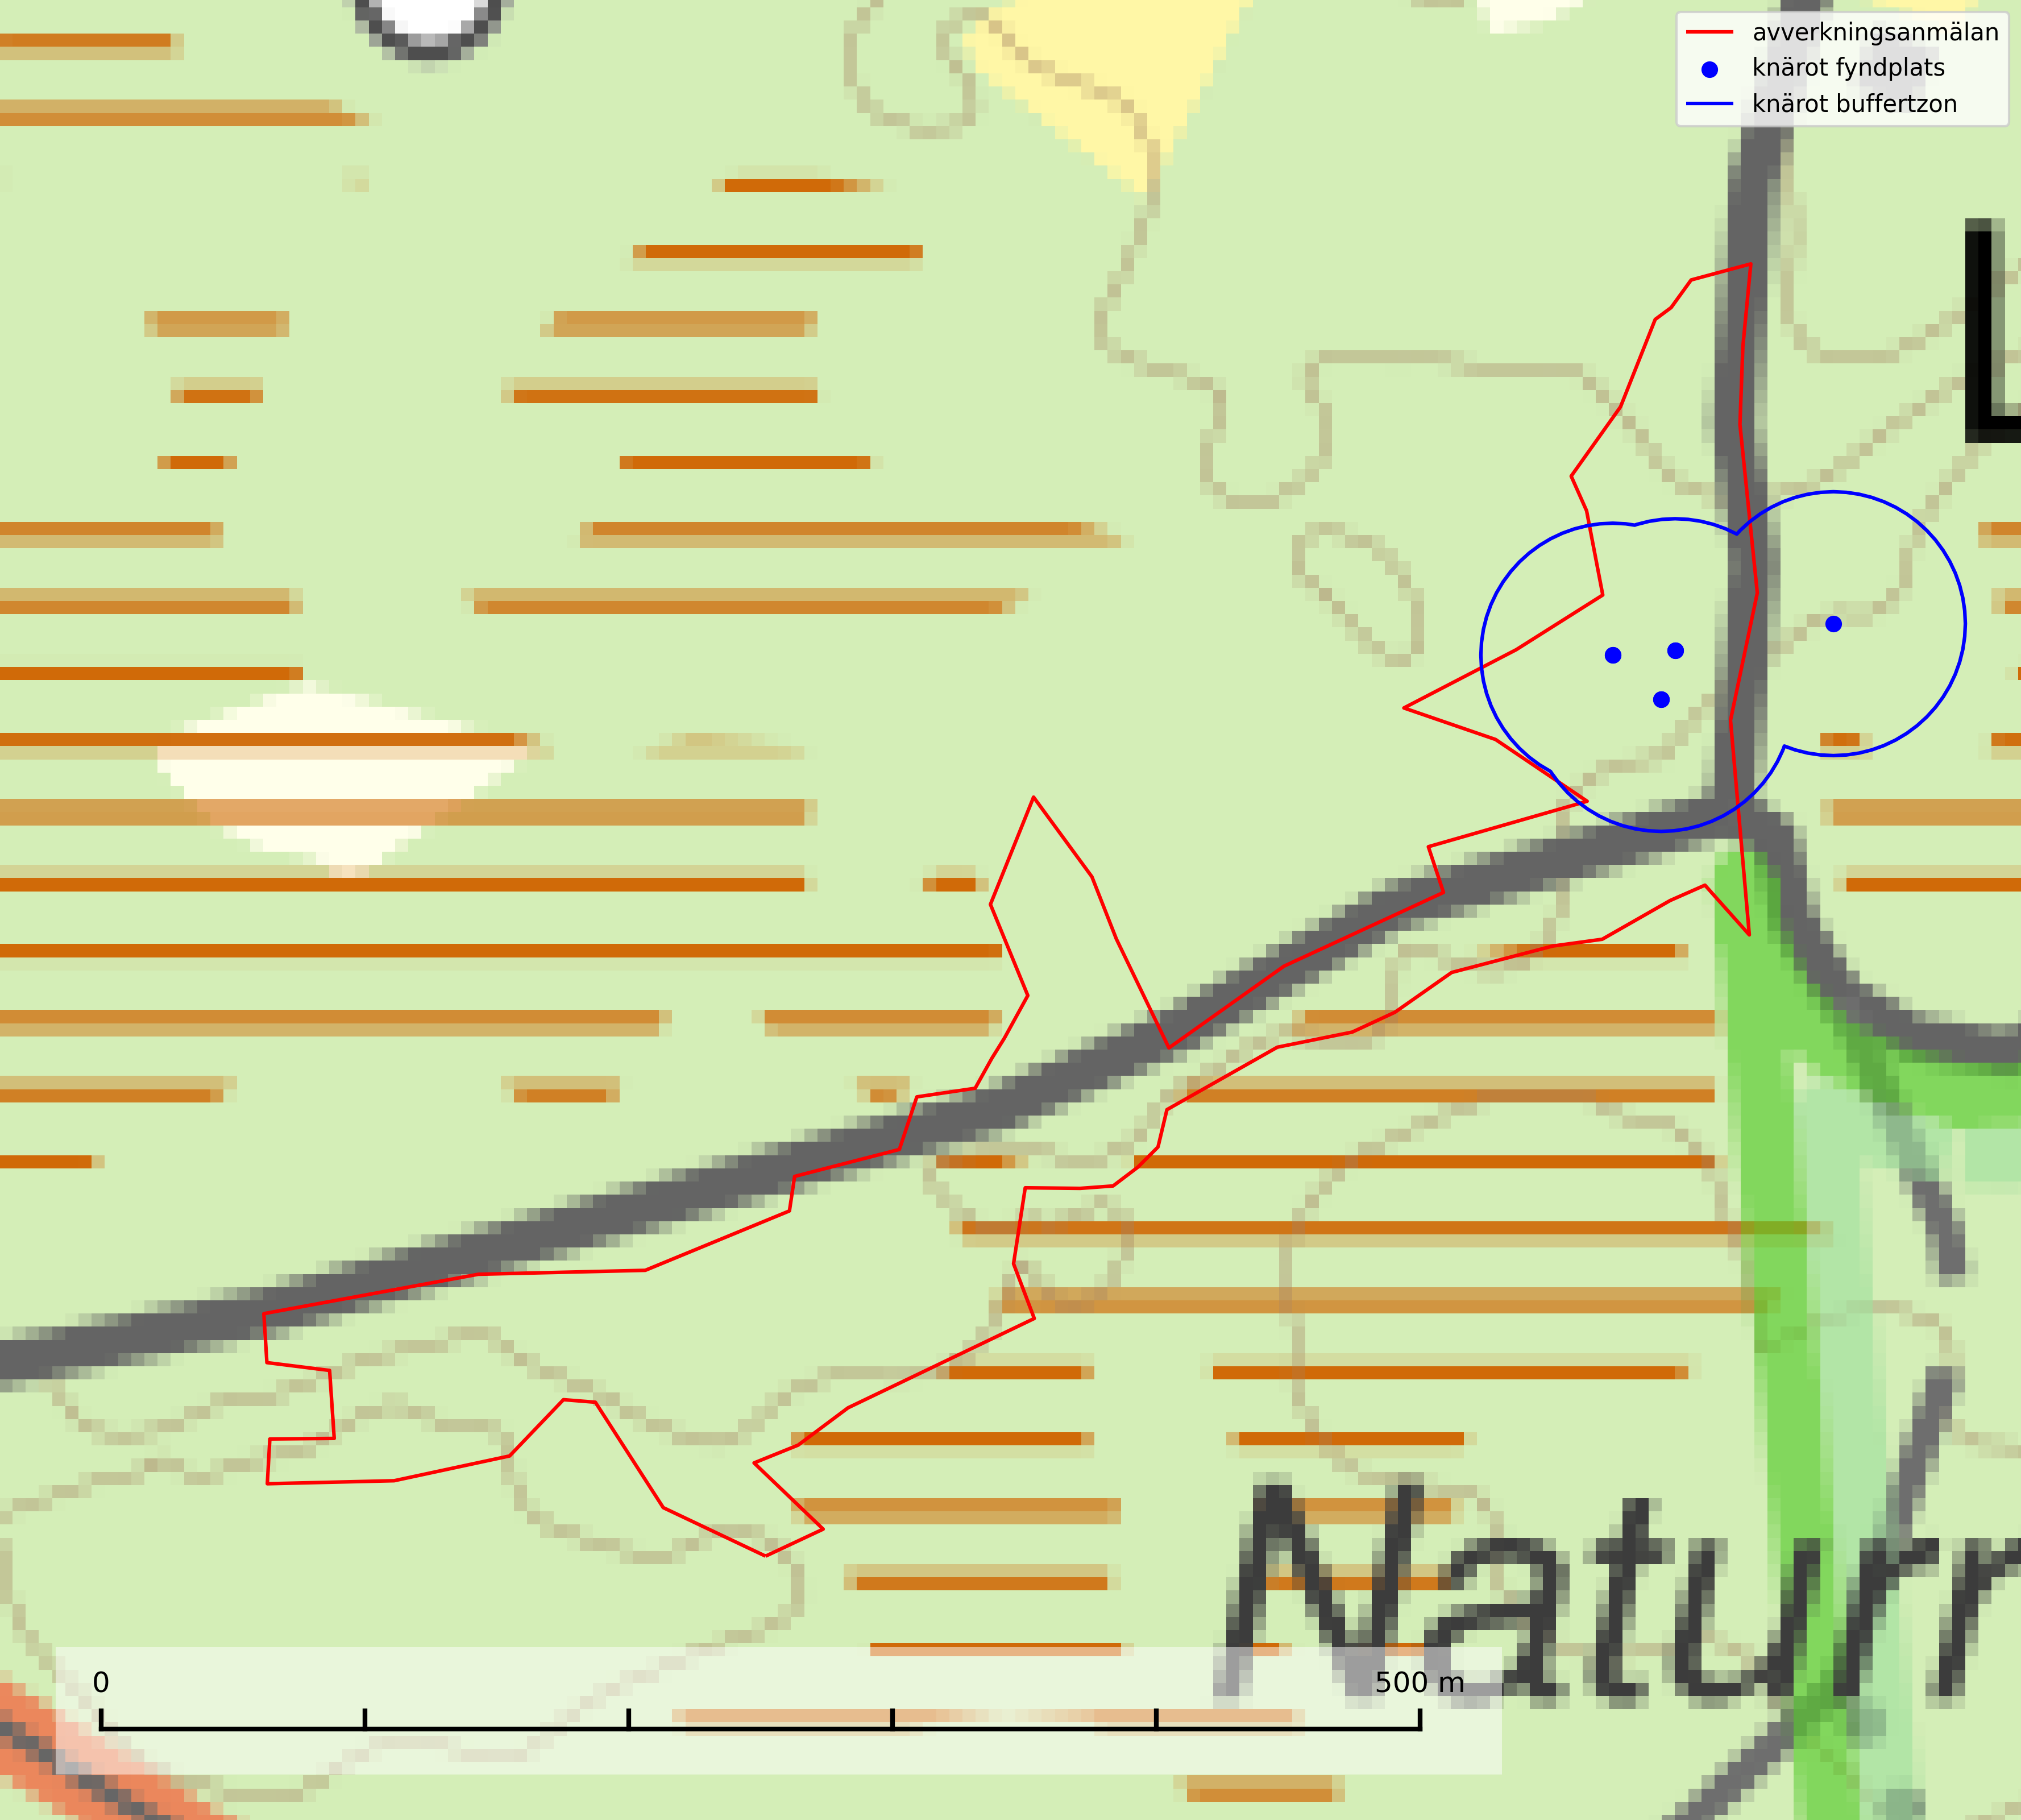 avverkningsanmälan
knärot fyndplats
knärot buffertzon
L
Naturr
0 500 m